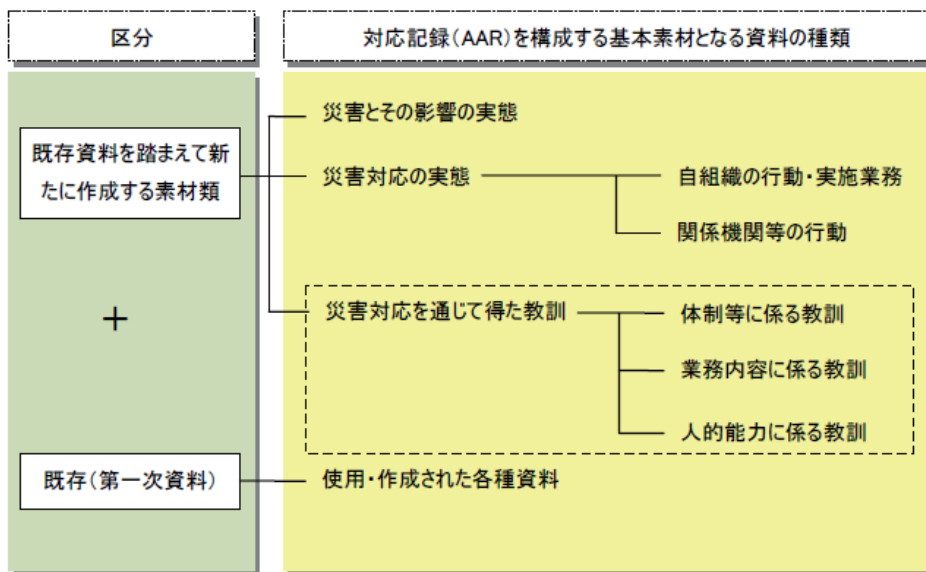 区分
対応記録(AAR)を構成する基本素材となる資料の種類
既存資料を踏まえて新
たに作成する素材類
災害とその影響の実態
災害対応の実態
自組織の行動・実施業務
関係機関等の行動
+
災害対応を通じて得た教訓
体制等に係る教訓
業務内容に係る教訓
人的能力に係る教訓
既存(第一次資料)
使用・作成された各種資料